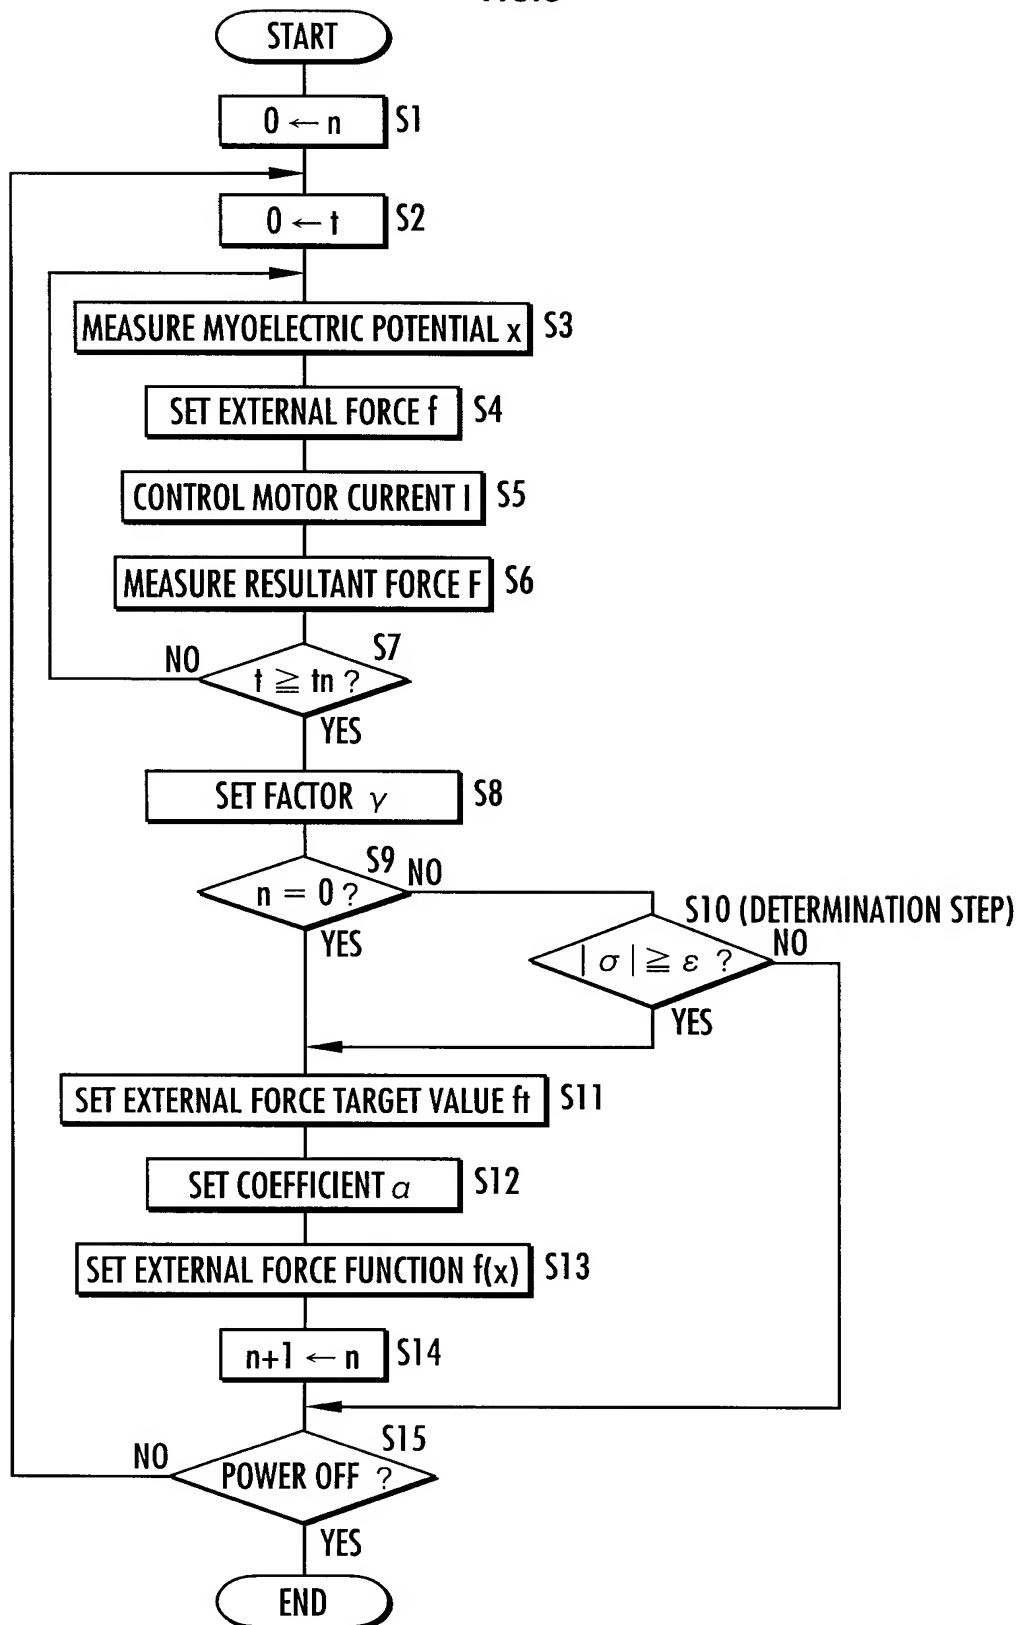 START
0 ← n S1
0 ← t S2
MEASURE MYOELECTRIC POTENTIAL x S3
SET EXTERNAL FORCE f S4
CONTROL MOTOR CURRENT I S5
MEASURE RESULTANT FORCE F S6
S7
NO
t ≧ tn ?
YES
SET FACTOR γ S8
S9
NO
n = 0 ?
YES
S10 (DETERMINATION STEP)
NO
| σ | ≧ ε ?
YES
SET EXTERNAL FORCE TARGET VALUE ft S11
SET COEFFICIENT α S12
SET EXTERNAL FORCE FUNCTION f(x) S13
n+1 ← n S14
S15
NO
POWER OFF ?
YES
END